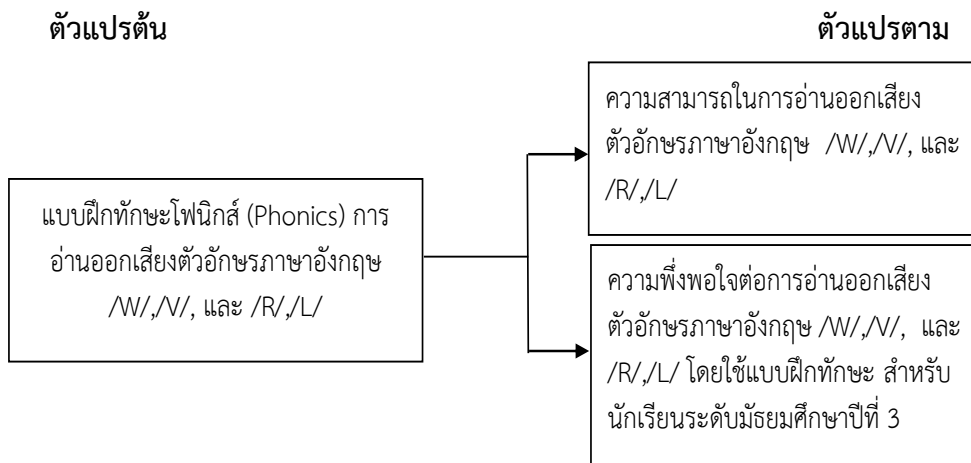 ตัวแปรต้น
ตัวแปรตาม
แบบฝึกทักษะโฟนิกส์ (Phonics) การ
อ่านออกเสียงตัวอักษรภาษาอังกฤษ
/W/,/V/, และ /R/,/L/
ความสามารถในการอ่านออกเสียง
ตัวอักษรภาษาอังกฤษ /W/,/V/, และ
/R/,/L/
ความพึ่งพอใจต่อการอ่านออกเสียง
ตัวอักษรภาษาอังกฤษ /W/,/V/, และ
/R/,/L/ โดยใช้แบบฝึกทักษะ สำหรับ
นักเรียนระดับมัธยมศึกษาปีที่ 3